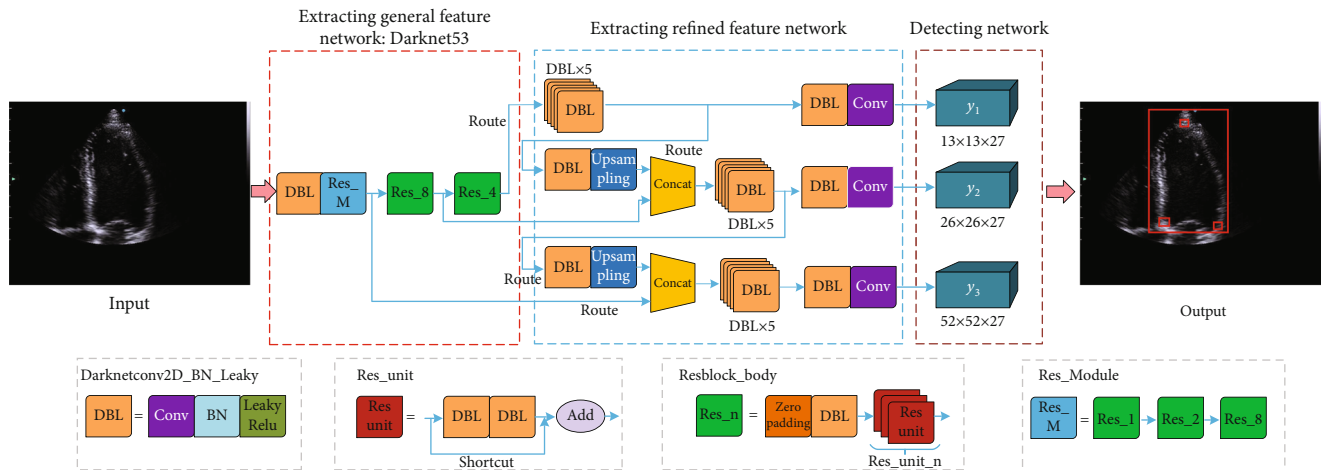 Extracting general feature
network: Darknet53
Extracting refined feature network
Detecting network
Input
DBL
Res_
M
Res_8
Res_4
Route
DBL×5
DBL
DBL
Conv
y1
13×13×27
Route
DBL
Upsam
pling
Concat
DBL
DBL×5
DBL
Conv
y2
26×26×27
Route
DBL
Upsam
pling
Concat
Route
DBL
DBL×5
DBL
Conv
y3
52×52×27
Output
Darknetconv2D_BN_Leaky
DBL
=
Conv
BN
Leaky
Relu
Res_unit
Res
unit
=
DBL
DBL
Add
Shortcut
Resblock_body
Res_n
=
Zero
padding
DBL
Res
unit
Res_unit_n
Res_Module
Res_
M
=
Res_1
Res_2
Res_8